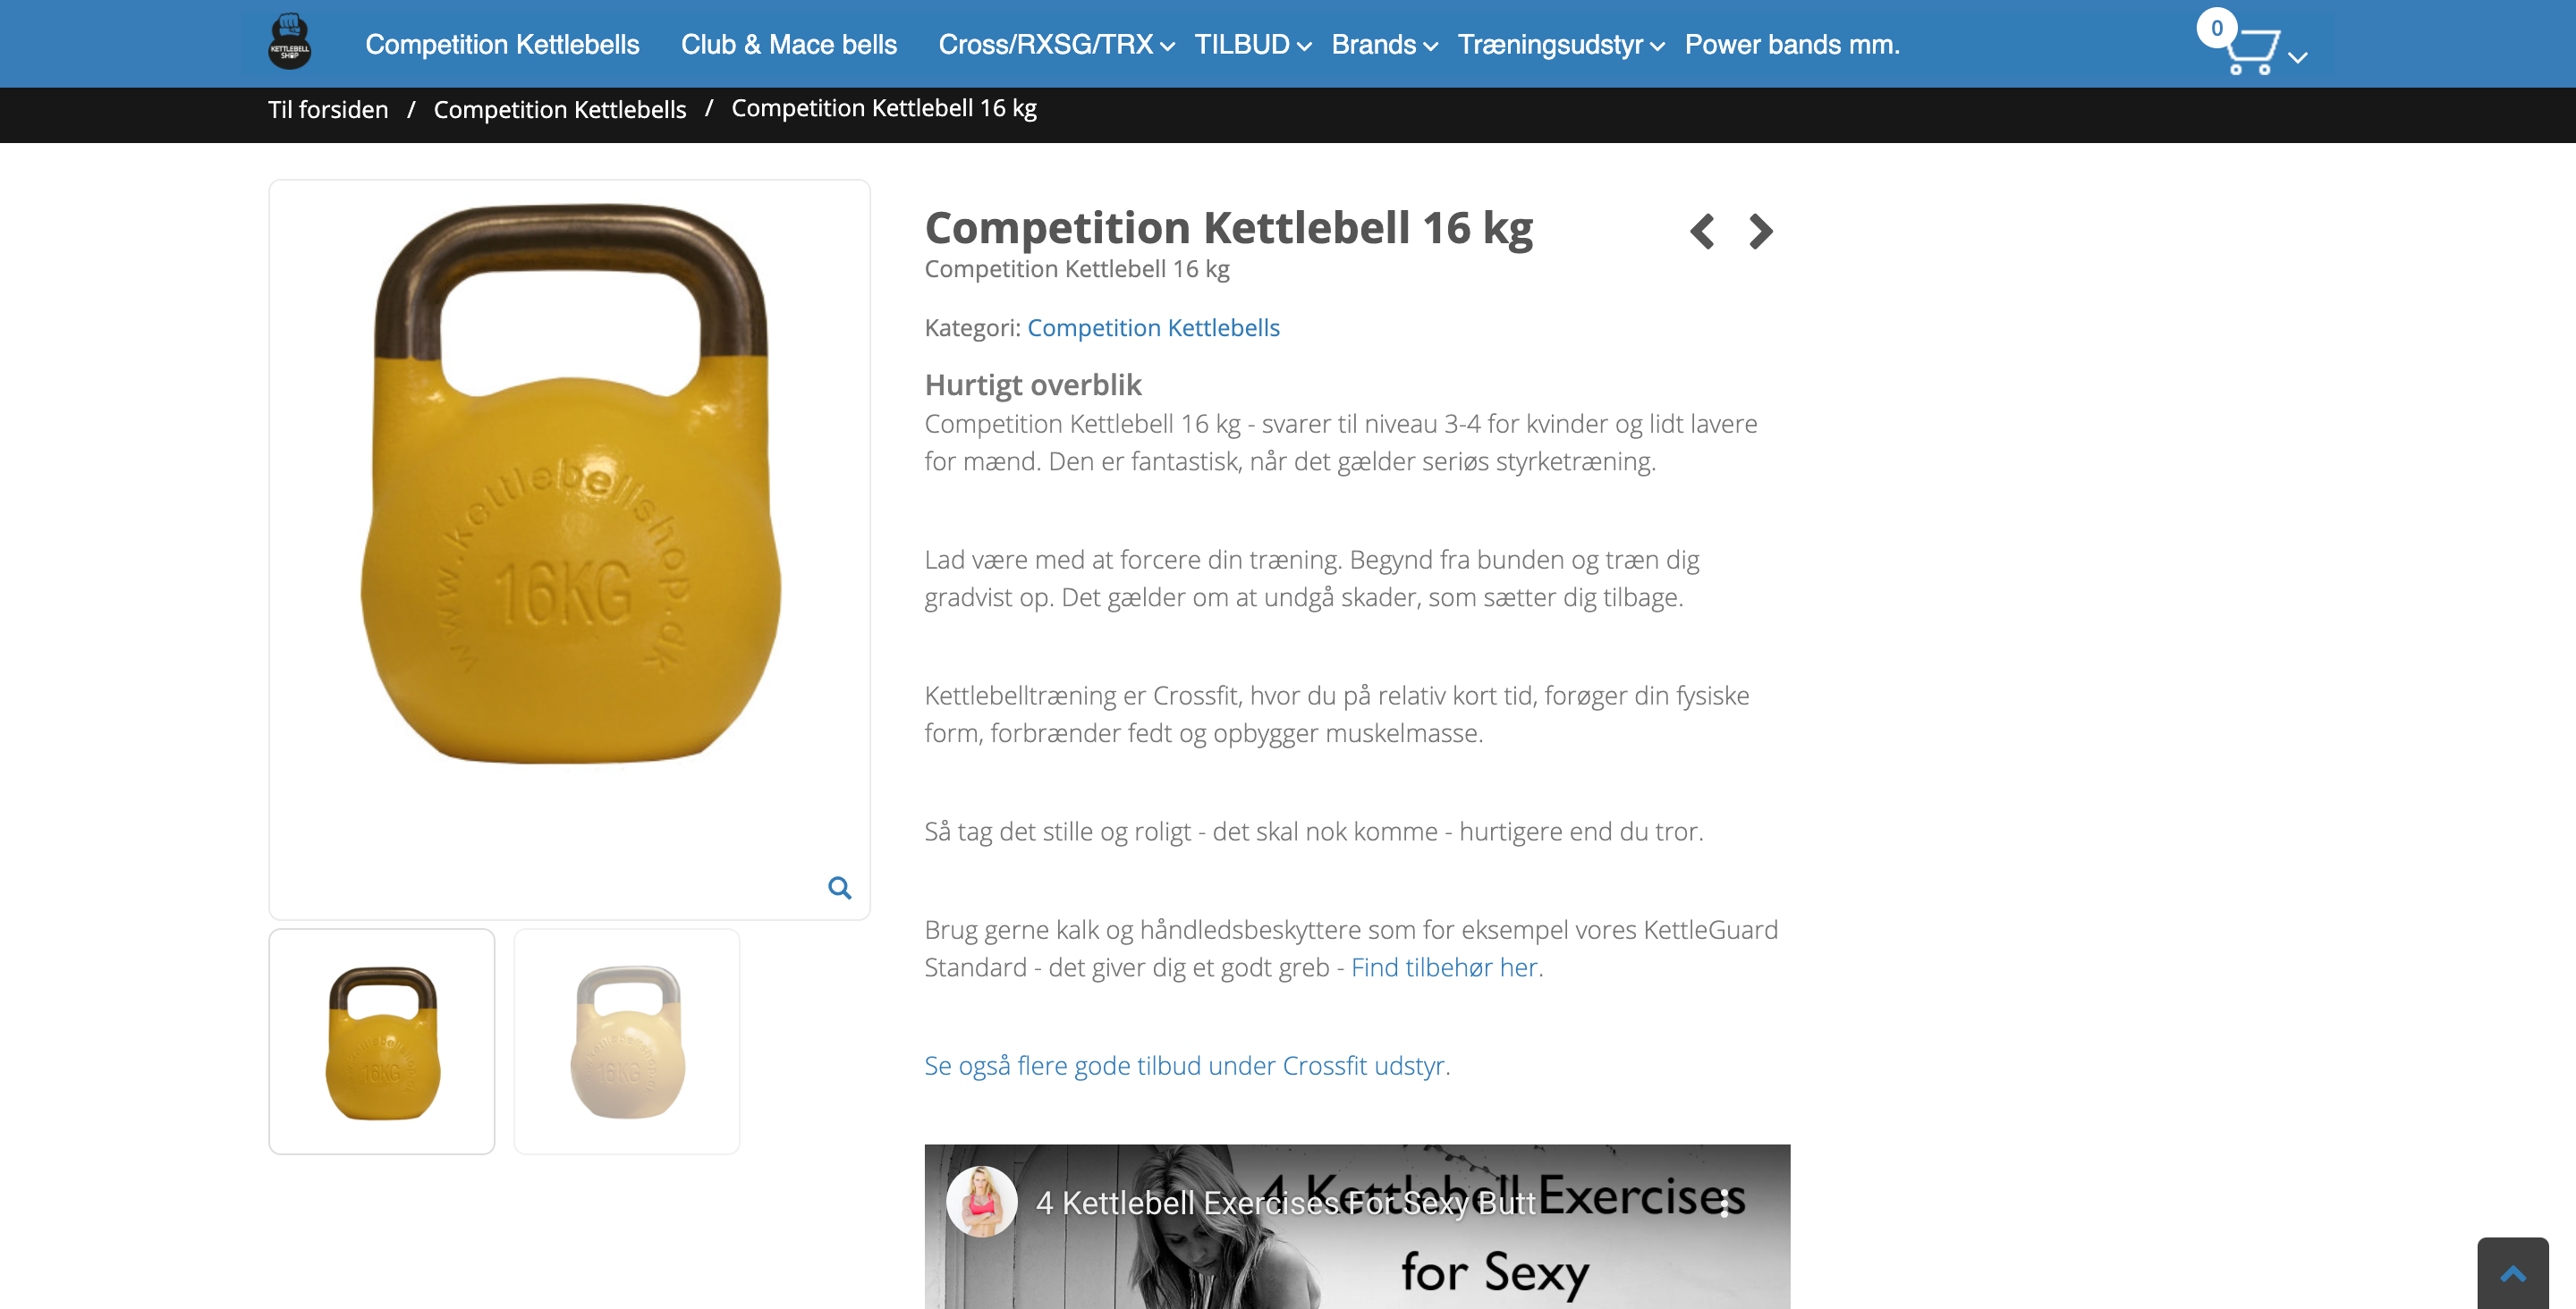 KETTLEBELL
SHOP
Competition Kettlebells
Club & Mace bells
Cross/RXSG/TRX
TILBUD
Brands
Træningsudstyr
Power bands mm.
0
Til forsiden / Competition Kettlebells / Competition Kettlebell 16 kg
www.kettlebellshop.dk
16KG
16KG
16KG
Competition Kettlebell 16 kg
Competition Kettlebell 16 kg
Kategori: Competition Kettlebells
Hurtigt overblik
Competition Kettlebell 16 kg - svarer til niveau 3-4 for kvinder og lidt lavere
for mænd. Den er fantastisk, når det gælder seriøs styrketræning.
Lad være med at forcere din træning. Begynd fra bunden og træn dig
gradvist op. Det gælder om at undgå skader, som sætter dig tilbage.
Kettlebelltræning er Crossfit, hvor du på relativ kort tid, forøger din fysiske
form, forbrænder fedt og opbygger muskelmasse.
Så tag det stille og roligt - det skal nok komme - hurtigere end du tror.
Brug gerne kalk og håndledsbeskyttere som for eksempel vores KettleGuard
Standard - det giver dig et godt greb - Find tilbehør her.
Se også flere gode tilbud under Crossfit udstyr.
4 Kettlebell Exercises For Sexy Butt
4 Kettlebell Exercises
for Sexy